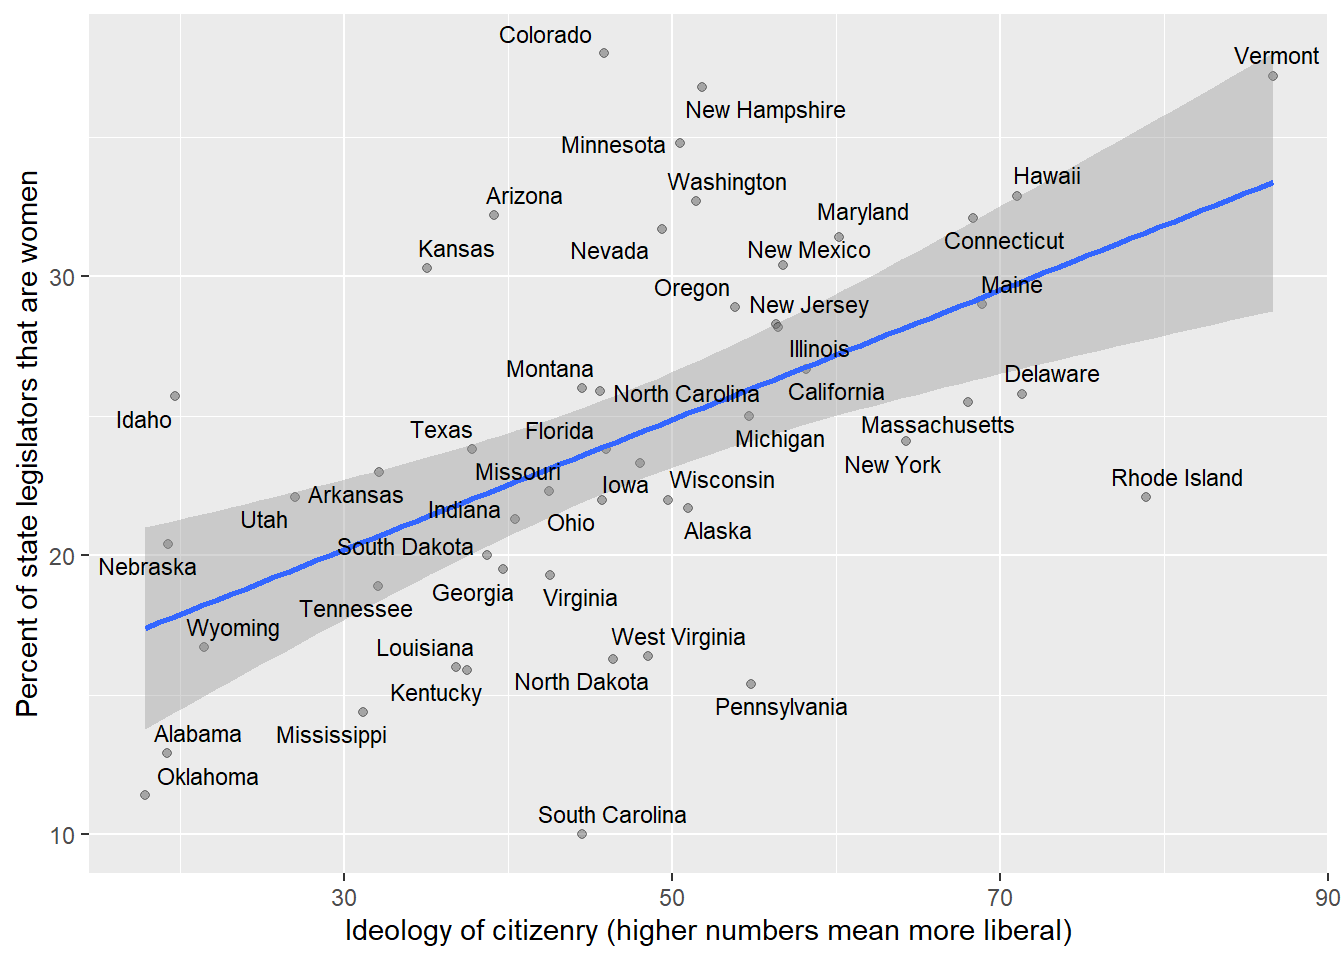 Colorado
Vermont
New Hampshire
Minnesota
Washington
Hawaii
Arizona
Maryland
Connecticut
Kansas
Nevada
New Mexico
30
Oregon
Maine
New Jersey
Illinois
Montana
Delaware
North Carolina
California
Idaho
Texas
Florida
Massachusetts
Michigan
New York
Missouri
Wisconsin
Rhode Island
Arkansas
Iowa
Utah
Indiana
Ohio
Alaska
20
South Dakota
Nebraska
Georgia
Virginia
Tennessee
Wyoming
West Virginia
Louisiana
North Dakota
Kentucky
Pennsylvania
Alabama
Mississippi
Oklahoma
South Carolina
10
Percent of state legislators that are women
30
50
70
90
Ideology of citizenry (higher numbers mean more liberal)